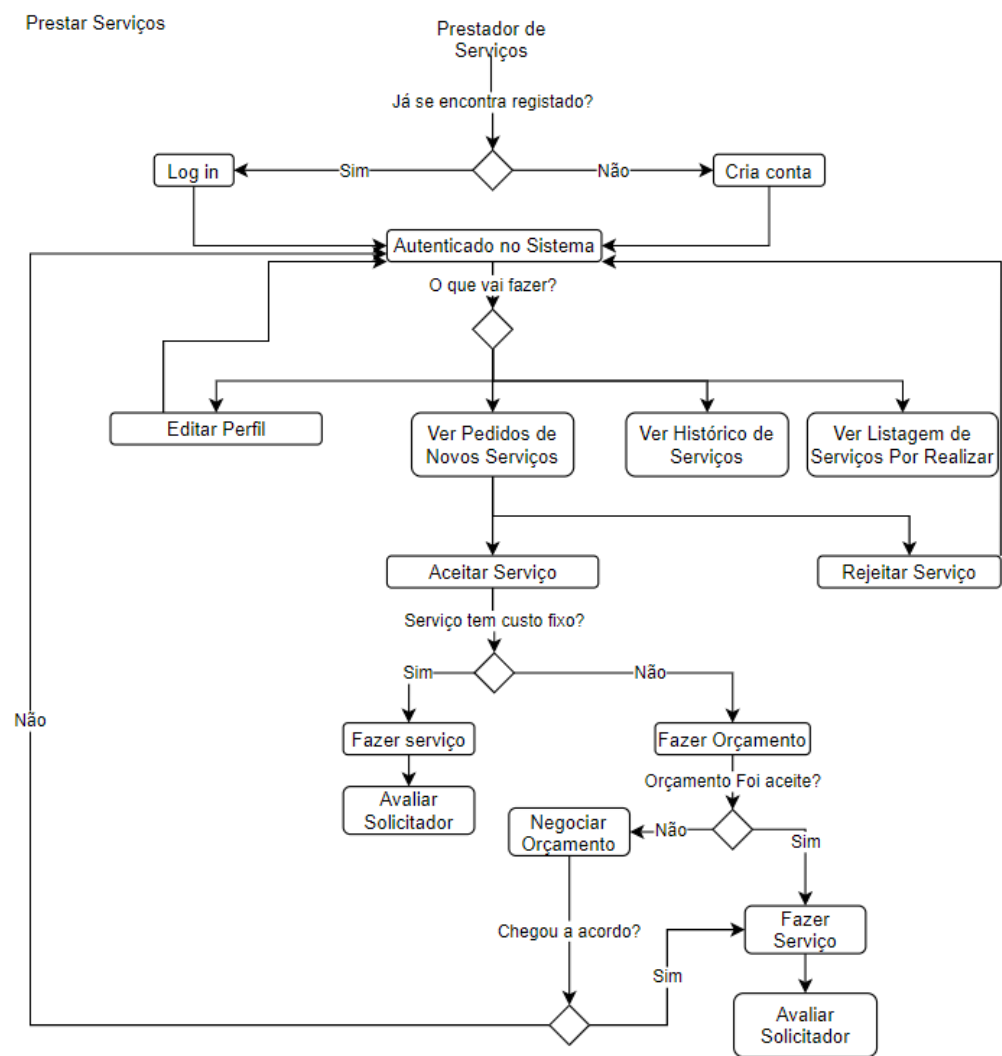 Prestar Serviços
Prestador de
Serviços
Já se encontra registado?
Log in
Sim
Não
Cria conta
Autenticado no Sistema
O que vai fazer?
Editar Perfil
Ver Pedidos de
Novos Serviços
Ver Histórico de
Serviços
Ver Listagem de
Serviços Por Realizar
Aceitar Serviço
Rejeitar Serviço
Serviço tem custo fixo?
Sim
Não
Não
Fazer serviço
Fazer Orçamento
Orçamento Foi aceite?
Avaliar
Solicitador
Negociar
Orçamento
Não
Sim
Chegou a acordo?
Fazer
Serviço
Sim
Avaliar
Solicitador